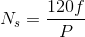 N_s = \frac{120f}{P}